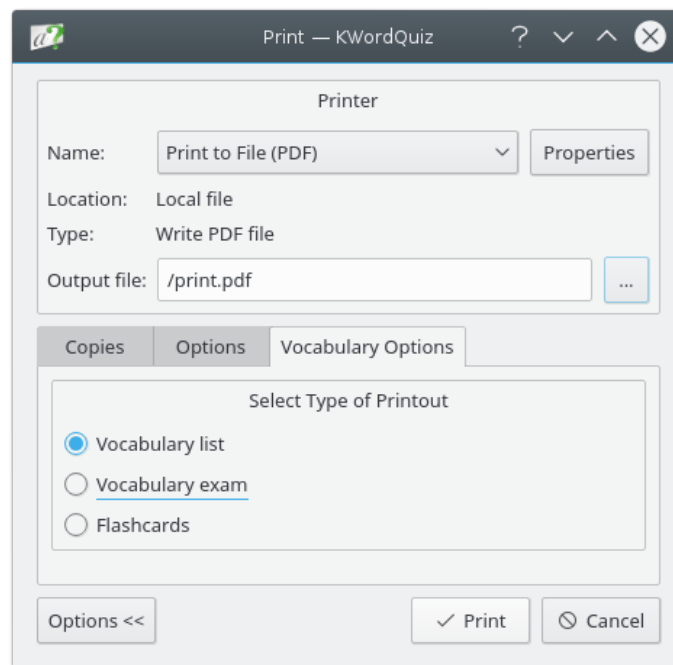 Print — KWordQuiz
Printer
Name: Print to File (PDF) Properties
Location: Local file
Type: Write PDF file
Output file: /print.pdf ...
Copies Options Vocabulary Options
Select Type of Printout
Vocabulary list
Vocabulary exam
Flashcards
Options << Print Cancel